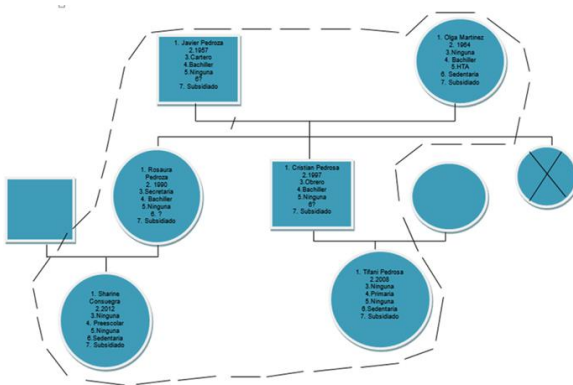 1. Javier Pedroza
2.1957
3.Cartero
4.Bachiller
5.Ninguna
6?
7. Subsidiado
1. Olga Martinez
2. 1964
3.Ninguna
4. Bachiller
5.HTA
6. Sedentaria
7. Subsidiado
1. Rosaura
Pedroza
2. 1990
3.Secretaria
4. Bachiller
5.Ninguna
6. ?
7. Subsidiado
1. Cristian Pedrosa
2.1997
3.Obrero
4.Bachiller
5.Ninguna
6?
7. Subsidiado
1. Sharine
Consuegra
2.2012
3.Ninguna
4. Preescolar
5.Ninguna
6.Sedentaria
7. Subsidiado
1. Tifani Pedrosa
2.2008
3.Ninguna
4.Primaria
5.Ninguna
6.Sedentaria
7. Subsidiado